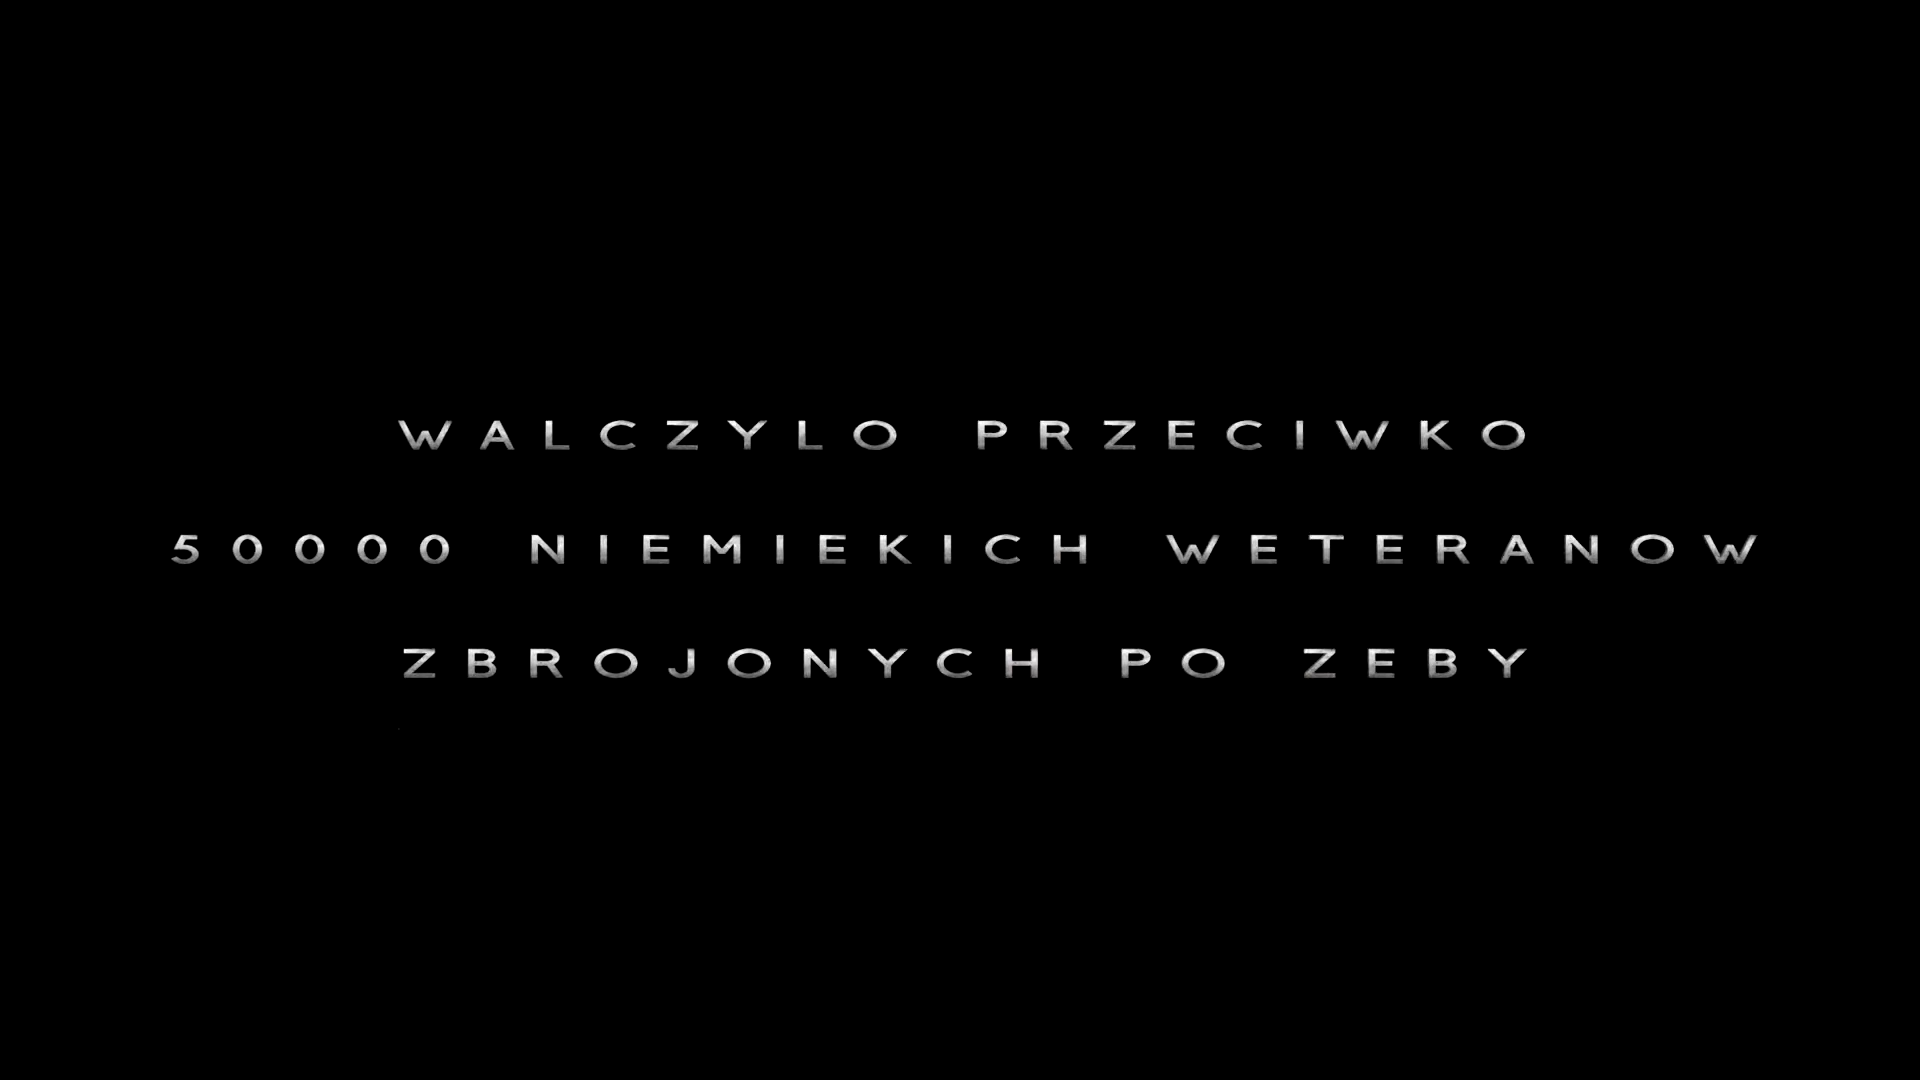 WALCZYLO PRZECIWKO
50000 NIEMIEKICH WETERANOW
ZBROJONYCH PO ZEBY